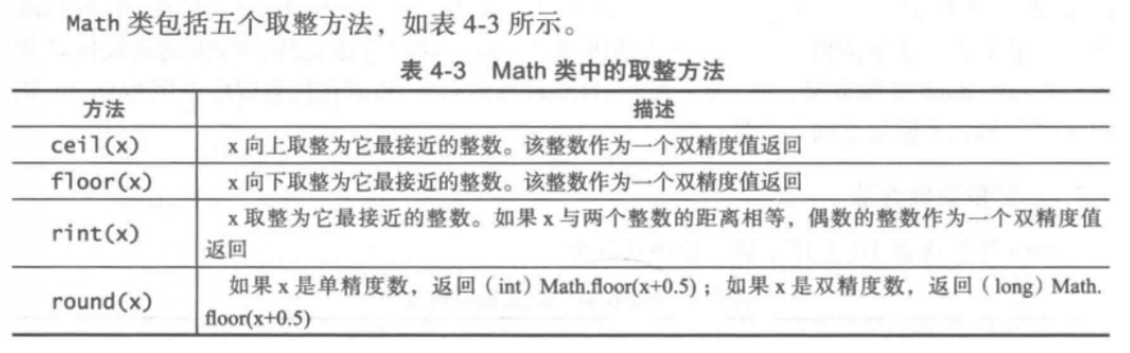 Math 类包括五个取整方法，如表 4-3 所示。
表 4-3 Math 类中的取整方法
方法 描述
ceil(x) x 向上取整为它最接近的整数。该整数作为一个双精度值返回
floor(x) x 向下取整为它最接近的整数。该整数作为一个双精度值返回
rint(x) x 取整为它最接近的整数。如果 x 与两个整数的距离相等，偶数的整数作为一个双精度值
返回
round(x) 如果 x 是单精度数，返回（int）Math.floor(x+0.5)；如果 x 是双精度数，返回（long）Math.
floor(x+0.5)